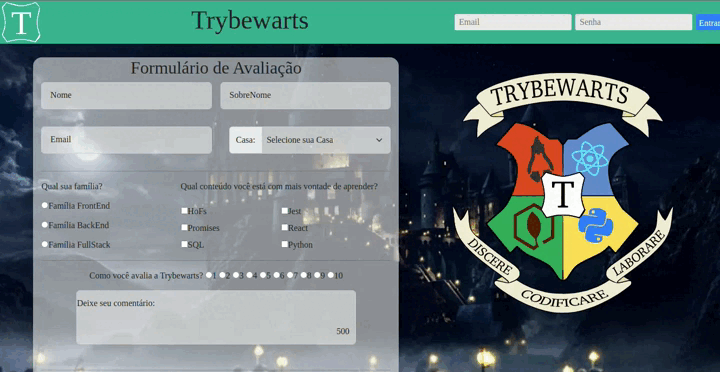 T
Trybewarts
Email
Senha
Entrar
Formulário de Avaliação
Nome
SobreNome
Email
Casa:
Selecione sua Casa
Qual sua família?
Qual conteúdo você está com mais vontade de aprender?
Família FrontEnd
HoFs
Jest
Família BackEnd
Promises
React
Família FullStack
SQL
Python
Como você avalia a Trybewarts? 1 2 3 4 5 6 7 8 9 10
Deixe seu comentário:
500
TRYBEWARTS
T
DISCERE
CODIFICARE
LABORARE